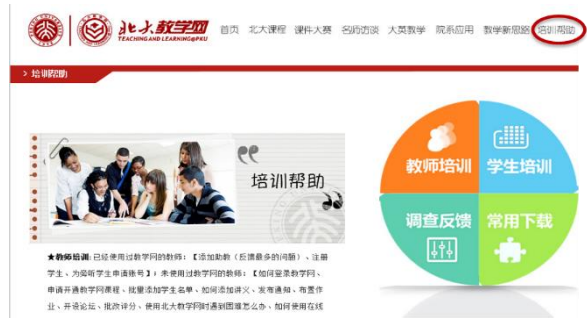 北大教学网
TEACHING AND LEARNING@PKU
首页 北大课程 课件大赛 名师访谈 大英教学 院系应用 教学新思路 培训帮助
> 培训帮助
培训帮助
教师培训 学生培训
调查反馈 常用下载
★教师培训:已经使用过教学网的教师:【添加助教(反馈最多的问题)、注册
学生、为旁听学生申请账号】;未使用过教学网的教师:【如何登录教学网、
申请开通教学网课程、批量添加学生名单、如何添加讲义、发布通知、布置作
业、开设论坛、批改评分、使用北大教学网时遇到困难怎么办、如何使用在线